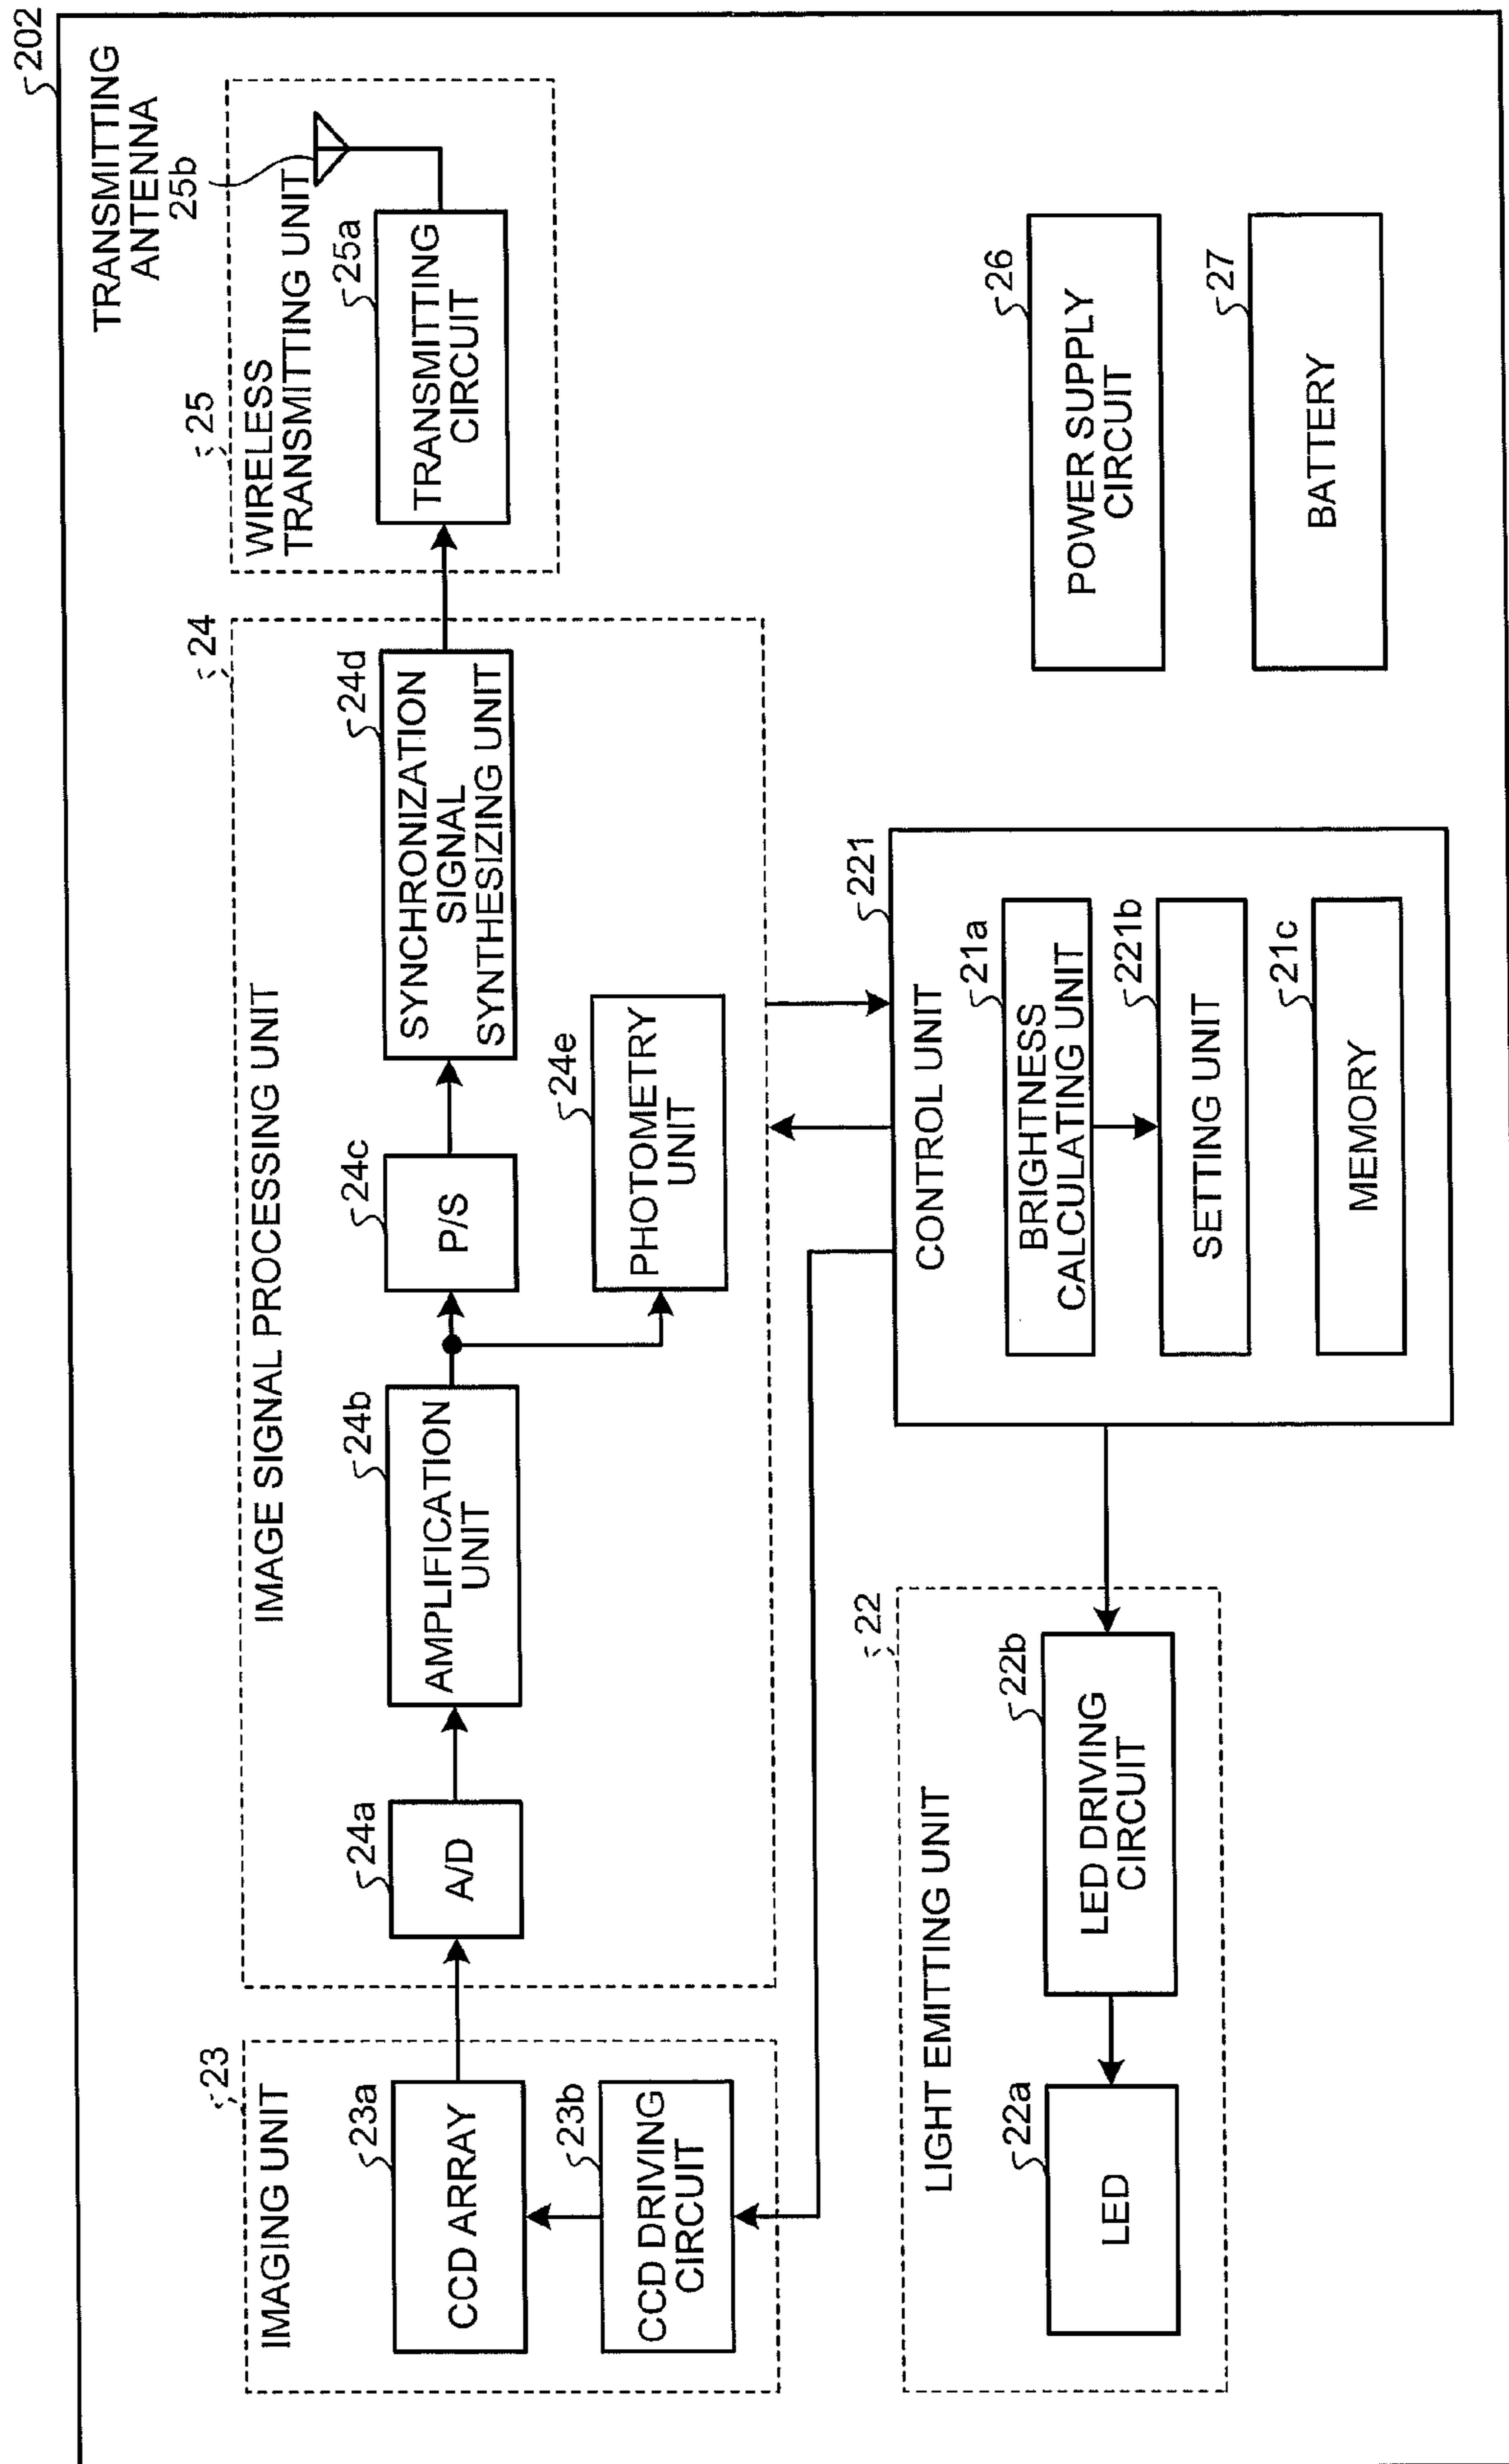 202
TRANSMITTING
ANTENNA
25b
25
WIRELESS
TRANSMITTING UNIT
25a
TRANSMITTING
CIRCUIT
24
IMAGE SIGNAL PROCESSING UNIT
24a
A/D
24b
AMPLIFICATION
UNIT
24c
P/S
24d
SYNCHRONIZATION
SIGNAL
SYNTHESIZING UNIT
24e
PHOTOMETRY
UNIT
23
IMAGING UNIT
23a
CCD ARRAY
23b
CCD DRIVING
CIRCUIT
22
LIGHT EMITTING UNIT
22a
LED
22b
LED DRIVING
CIRCUIT
221
CONTROL UNIT
21a
BRIGHTNESS
CALCULATING UNIT
221b
SETTING UNIT
21c
MEMORY
26
POWER SUPPLY
CIRCUIT
27
BATTERY